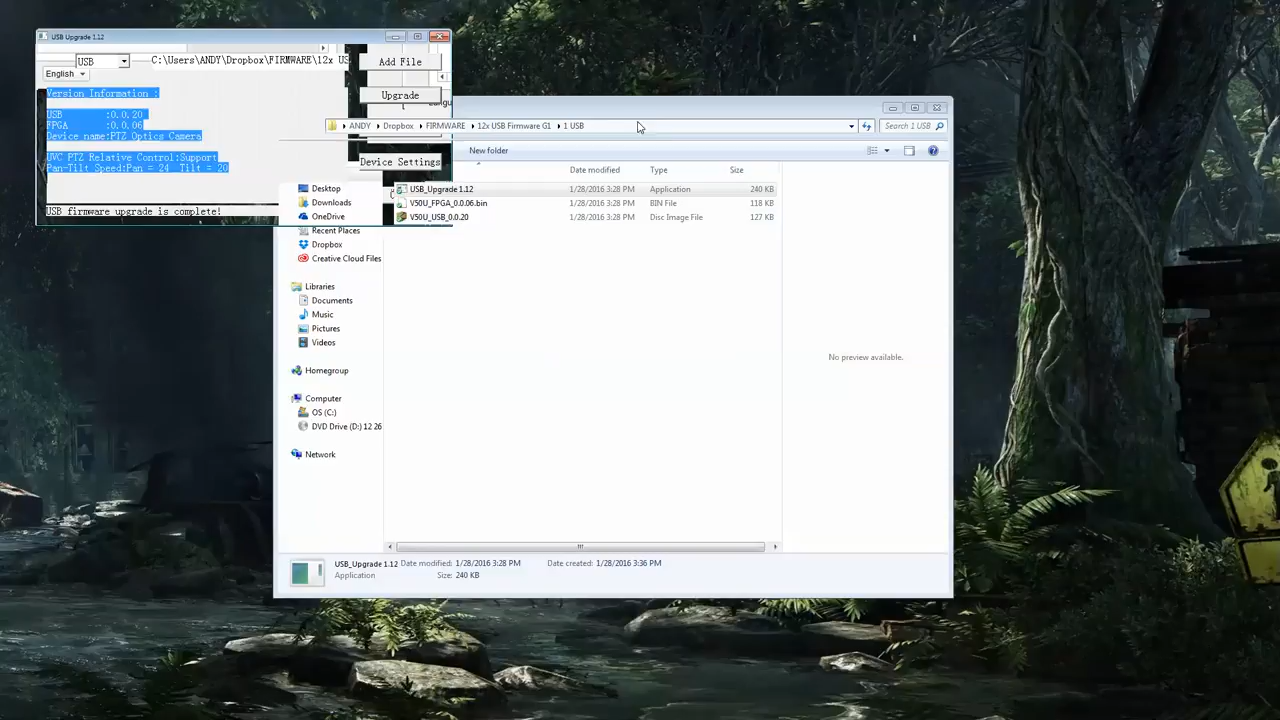 USB Upgrade 1.12
USB
C:\Users\ANDY\Dropbox\FIRMWARE\12x US
Add File
English
Upgrade
Version Information :
USB :0.0.20
FPGA :0.0.06
Device name:PTZ Optics Camera
UVC PTZ Relative Control:Support
Pan-Tilt Speed:Pan = 24 Tilt = 20
Device Settings
USB firmware upgrade is complete!
ANDY Dropbox FIRMWARE 12x USB Firmware G1 1 USB
Search 1 USB
New folder
Date modified Type Size
USB_Upgrade 1.12 1/28/2016 3:28 PM Application 240 KB
V50U_FPGA_0.0.06.bin 1/28/2016 3:28 PM BIN File 118 KB
V50U_USB_0.0.20 1/28/2016 3:28 PM Disc Image File 127 KB
Desktop
Downloads
OneDrive
Recent Places
Dropbox
Creative Cloud Files
Libraries
Documents
Music
Pictures
Videos
Homegroup
Computer
OS (C:)
DVD Drive (D:) 12 26
Network
No preview available.
USB_Upgrade 1.12 Date modified: 1/28/2016 3:28 PM Date created: 1/28/2016 3:36 PM
Application Size: 240 KB